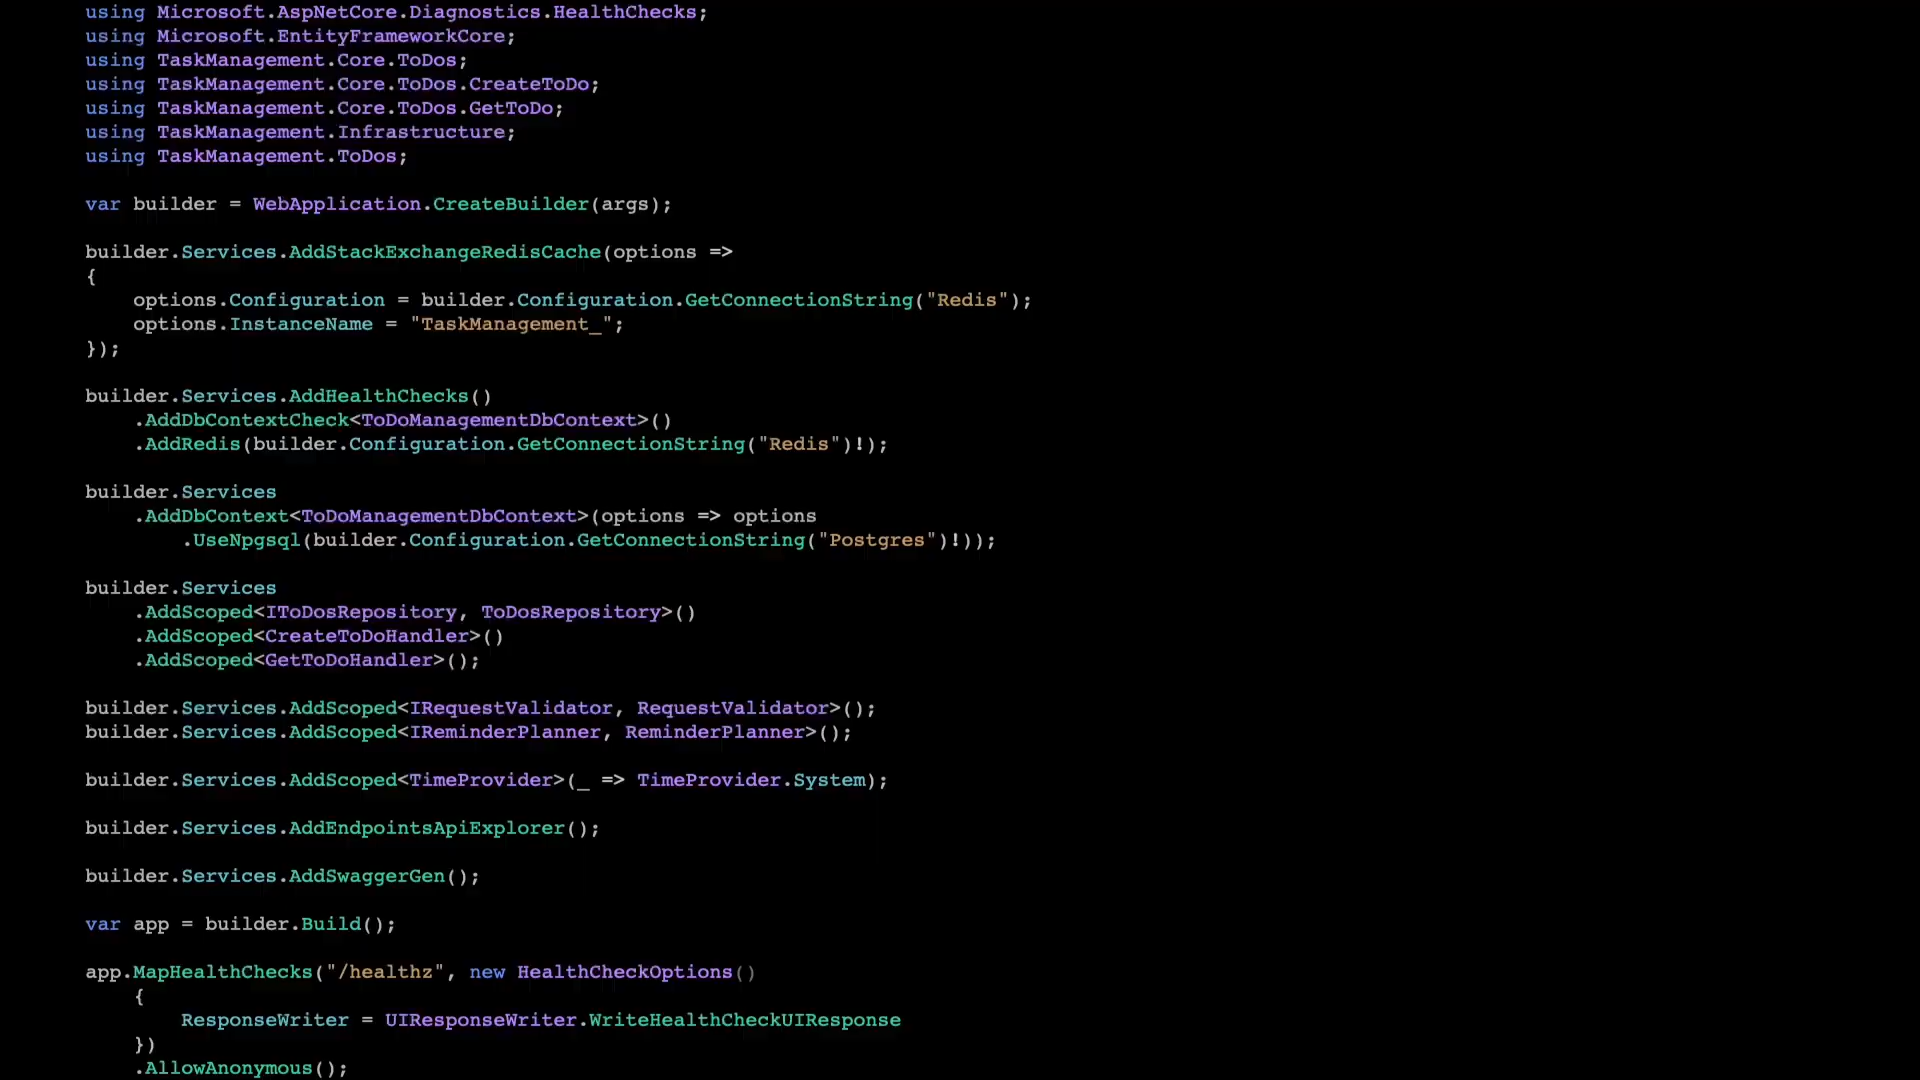 using Microsoft.AspNetCore.Diagnostics.HealthChecks;
using Microsoft.EntityFrameworkCore;
using TaskManagement.Core.ToDos;
using TaskManagement.Core.ToDos.CreateToDo;
using TaskManagement.Core.ToDos.GetToDo;
using TaskManagement.Infrastructure;
using TaskManagement.ToDos;

var builder = WebApplication.CreateBuilder(args);

builder.Services.AddStackExchangeRedisCache(options =>
{
    options.Configuration = builder.Configuration.GetConnectionString("Redis");
    options.InstanceName = "TaskManagement_";
});

builder.Services.AddHealthChecks()
    .AddDbContextCheck<ToDoManagementDbContext>()
    .AddRedis(builder.Configuration.GetConnectionString("Redis")!);

builder.Services
    .AddDbContext<ToDoManagementDbContext>(options => options
        .UseNpgsql(builder.Configuration.GetConnectionString("Postgres")!));

builder.Services
    .AddScoped<IToDosRepository, ToDosRepository>()
    .AddScoped<CreateToDoHandler>()
    .AddScoped<GetToDoHandler>();

builder.Services.AddScoped<IRequestValidator, RequestValidator>();
builder.Services.AddScoped<IReminderPlanner, ReminderPlanner>();

builder.Services.AddScoped<TimeProvider>(_ => TimeProvider.System);

builder.Services.AddEndpointsApiExplorer();

builder.Services.AddSwaggerGen();

var app = builder.Build();

app.MapHealthChecks("/healthz", new HealthCheckOptions()
    {
        ResponseWriter = UIResponseWriter.WriteHealthCheckUIResponse
    })
    .AllowAnonymous();